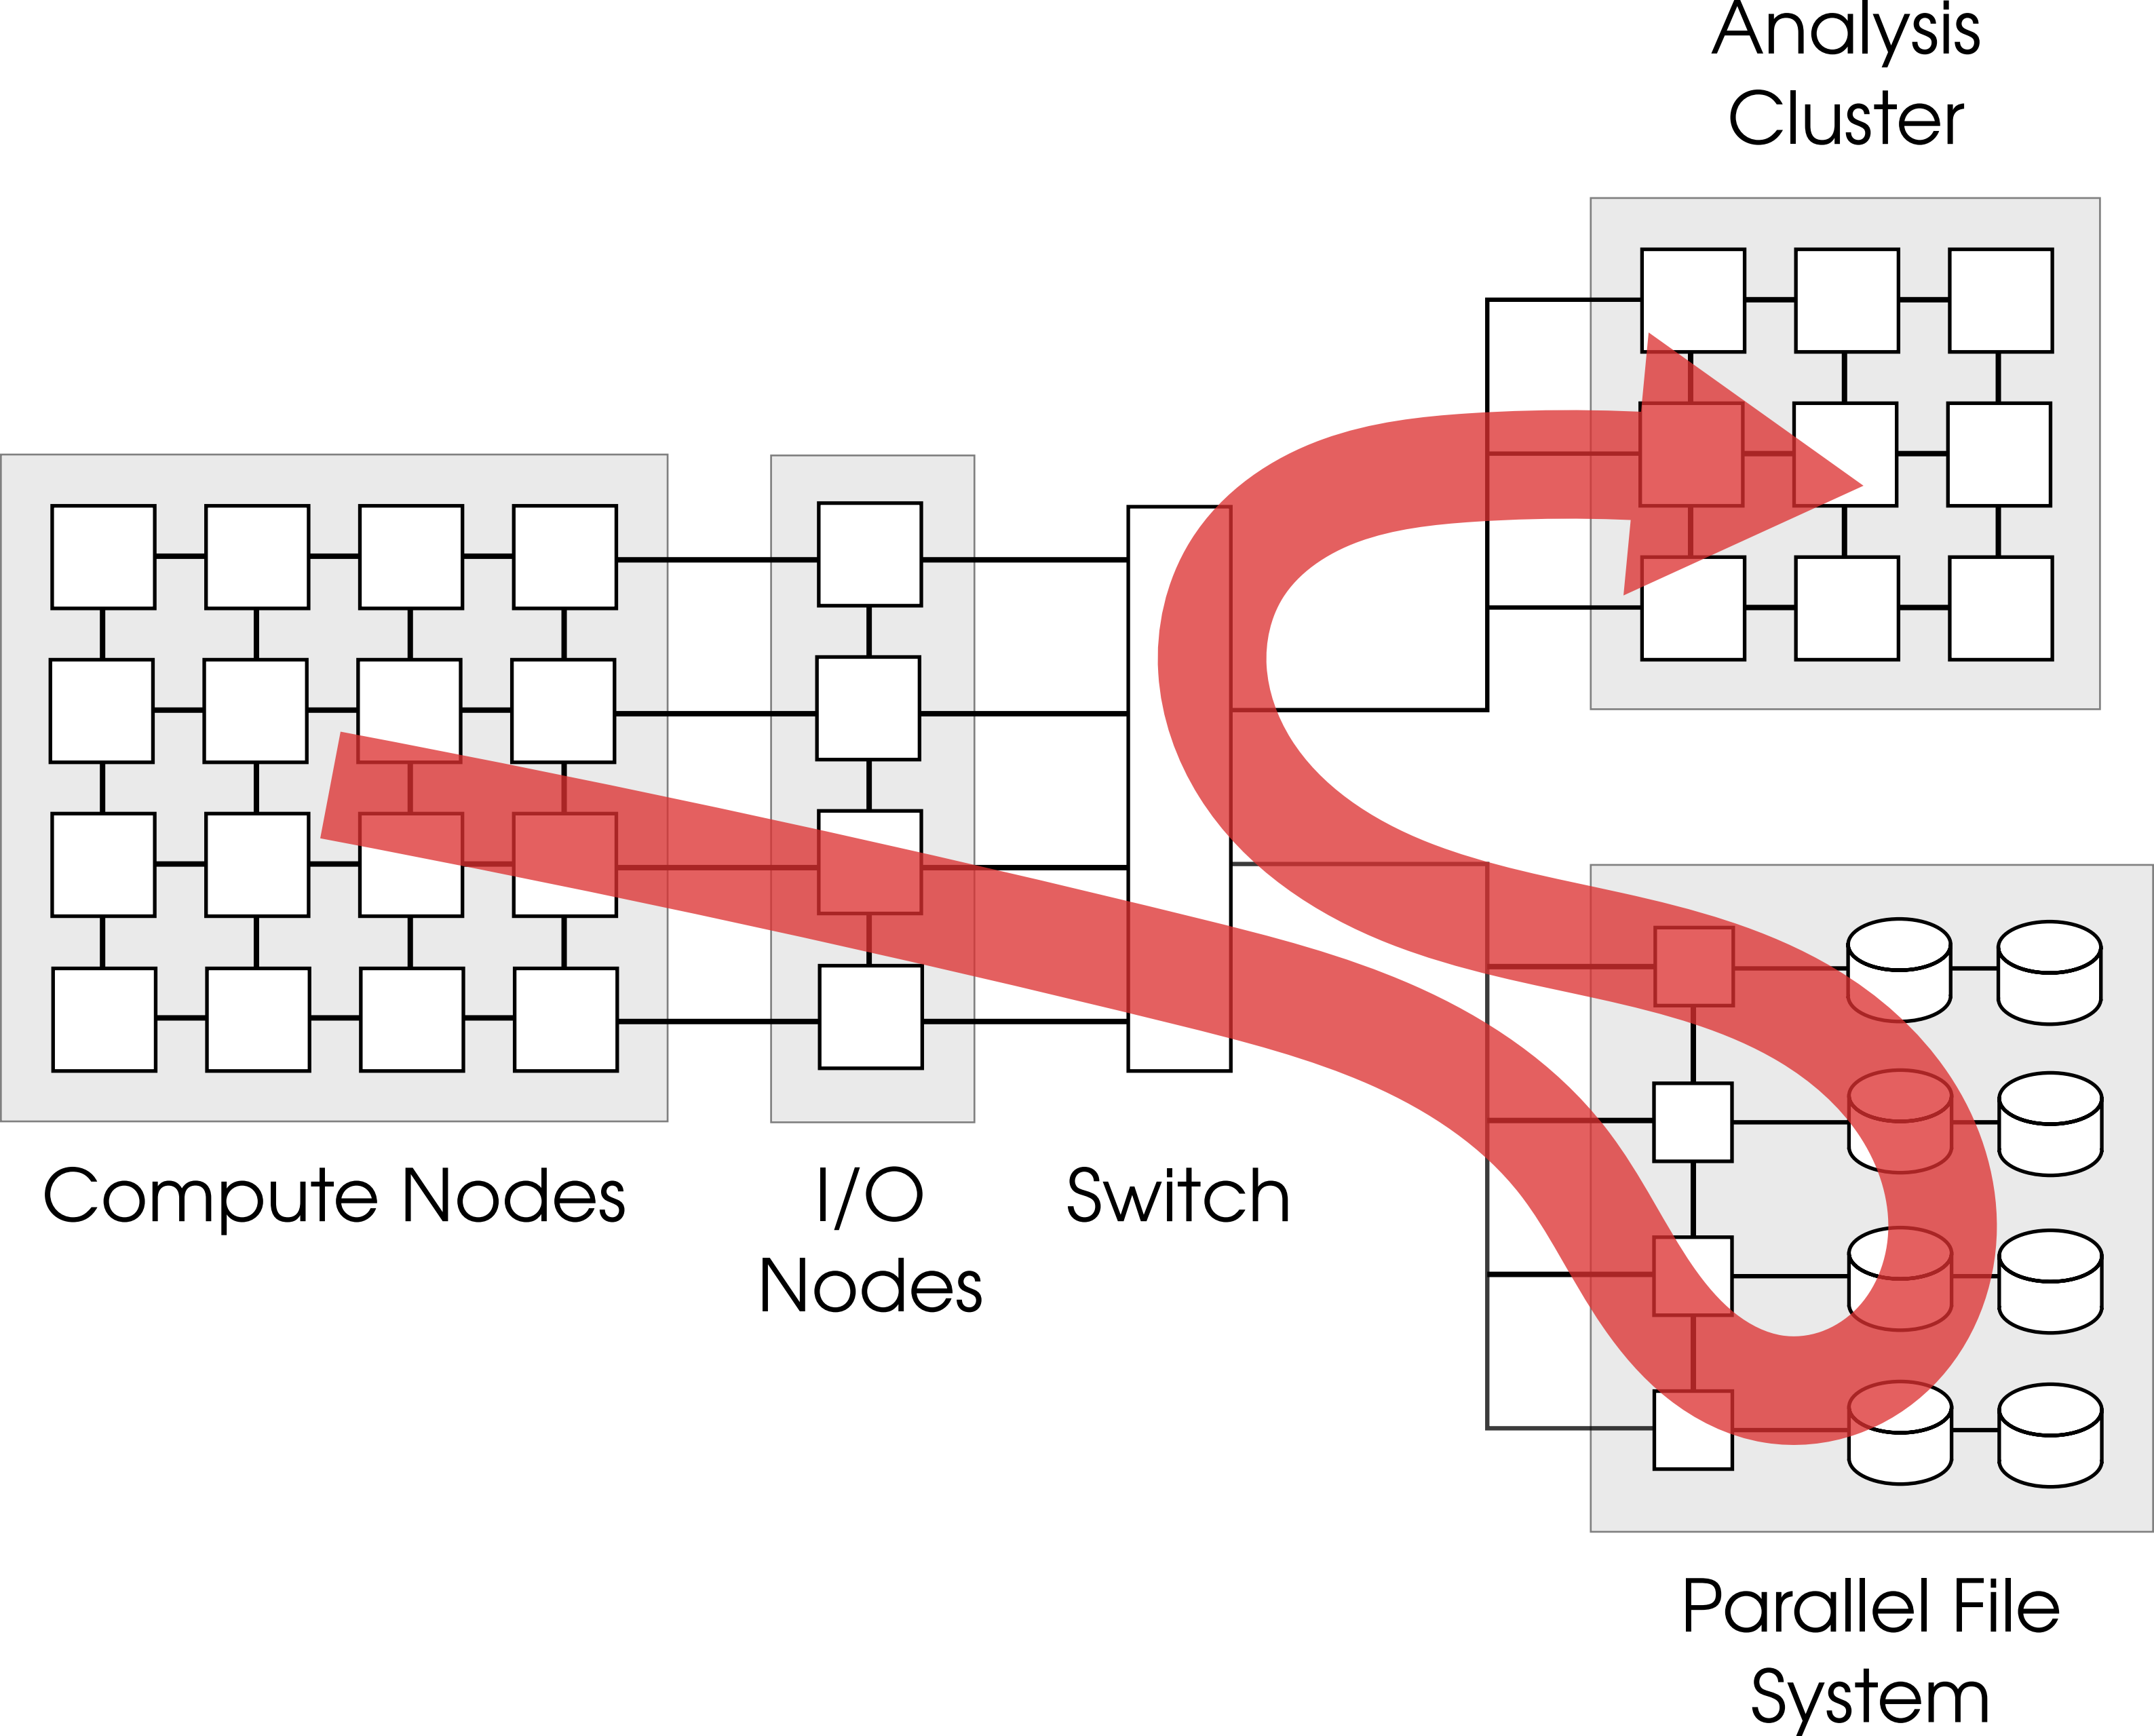 Analysis
Cluster
Compute Nodes
I/O
Nodes
Switch
Parallel File
System